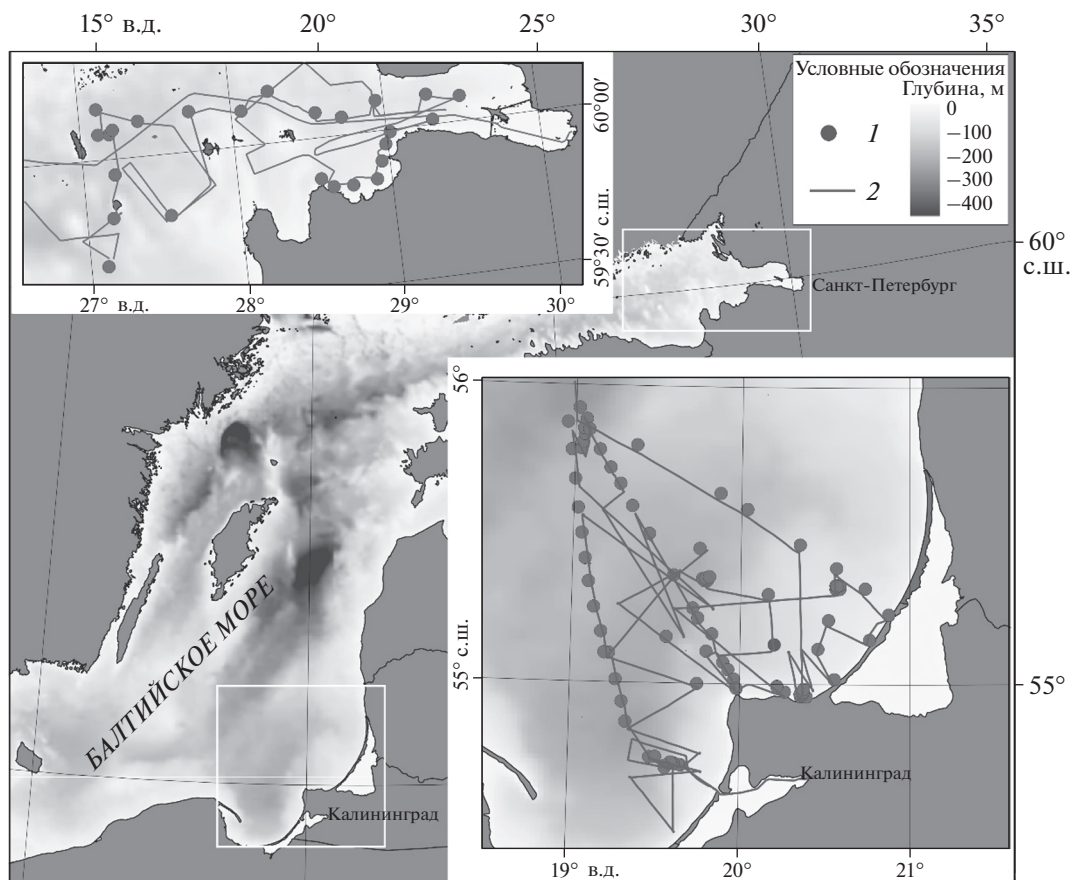 15° в.д. 20° 25° 30° 35°
Условные обозначения
Глубина, м
0
−100
−200
−300
−400
1
2
60°00′
59°30′ с.ш.
27° в.д. 28° 29° 30°
60° с.ш.
Санкт-Петербург
БАЛТИЙСКОЕ МОРЕ
Калининград
56°
55° с.ш.
55°
Калининград
19° в.д. 20° 21°